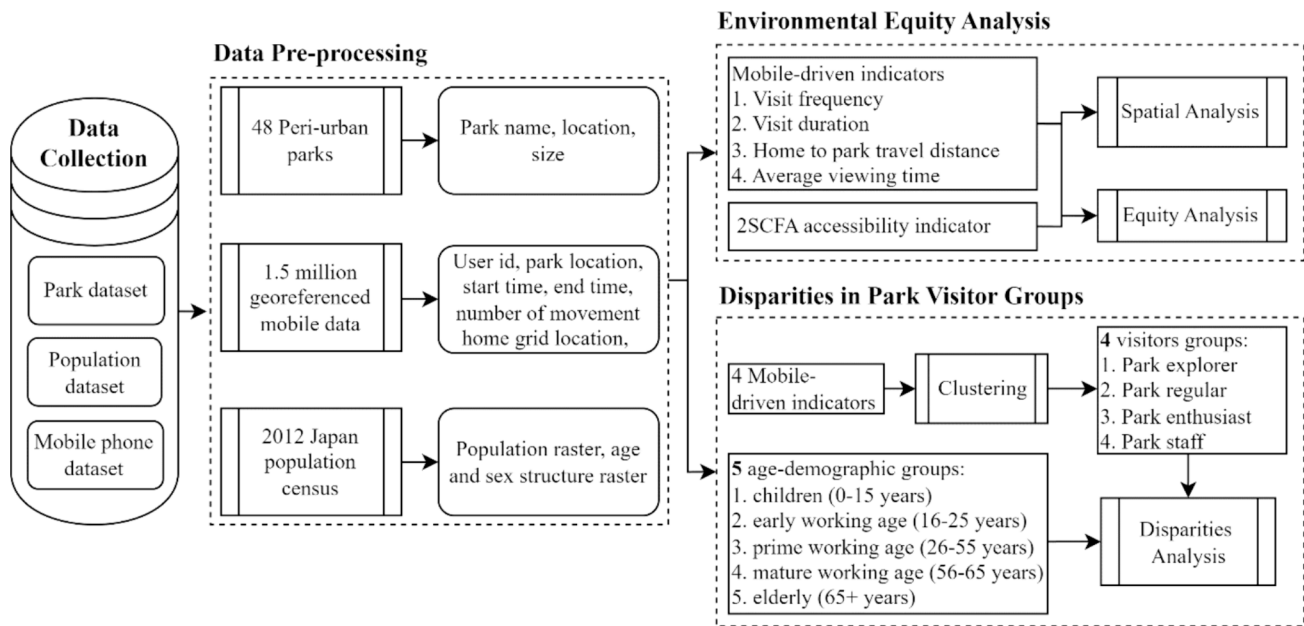 Data
Collection
Park dataset
Population
dataset
Mobile phone
dataset
Data Pre-processing
48 Peri-urban
parks
Park name, location,
size
1.5 million
georeferenced
mobile data
User id, park location,
start time, end time,
number of movement
home grid location,
2012 Japan
population
census
Population raster, age
and sex structure raster
Environmental Equity Analysis
Mobile-driven indicators
1. Visit frequency
2. Visit duration
3. Home to park travel distance
4. Average viewing time
2SCFA accessibility indicator
Spatial Analysis
Equity Analysis
Disparities in Park Visitor Groups
4 Mobile-
driven indicators
Clustering
4 visitors groups:
1. Park explorer
2. Park regular
3. Park enthusiast
4. Park staff
5 age-demographic groups:
1. children (0-15 years)
2. early working age (16-25 years)
3. prime working age (26-55 years)
4. mature working age (56-65 years)
5. elderly (65+ years)
Disparities
Analysis